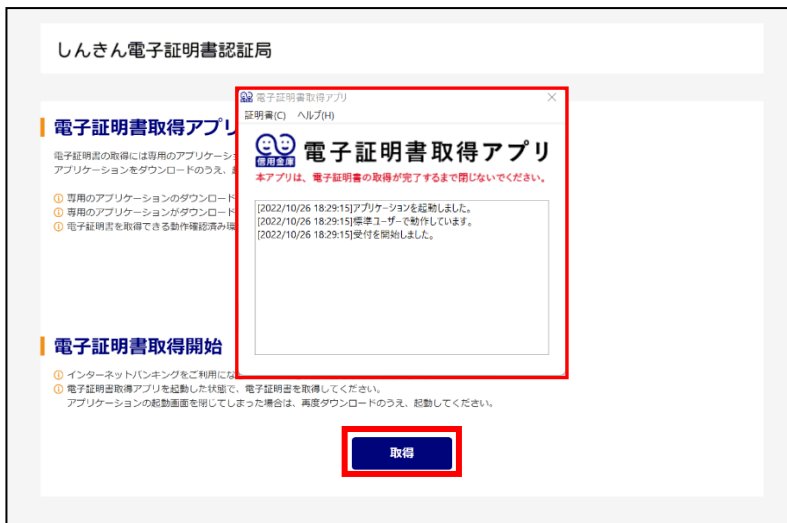 しんきん電子証明書認証局
電子証明書取得アプリ
電子証明書の取得には専用のアプリケーシ
アプリケーションをダウンロードのうえ、
専用のアプリケーションのダウンロード
専用のアプリケーションがダウンロード
電子証明書を取得できる動作確認済み環
電子証明書取得アプリ
証明書(C) ヘルプ(H)
信用金庫
電子証明書取得アプリ
本アプリは、電子証明書の取得が完了するまで閉じないでください。
[2022/10/26 18:29:15]アプリケーションを起動しました。
[2022/10/26 18:29:15]標準ユーザーで動作しています。
[2022/10/26 18:29:15]受付を開始しました。
電子証明書取得開始
インターネットバンキングをご利用にな
電子証明書取得アプリを起動した状態で、電子証明書を取得してください。
アプリケーションの起動画面を閉じてしまった場合は、再度ダウンロードのうえ、起動してください。
取得